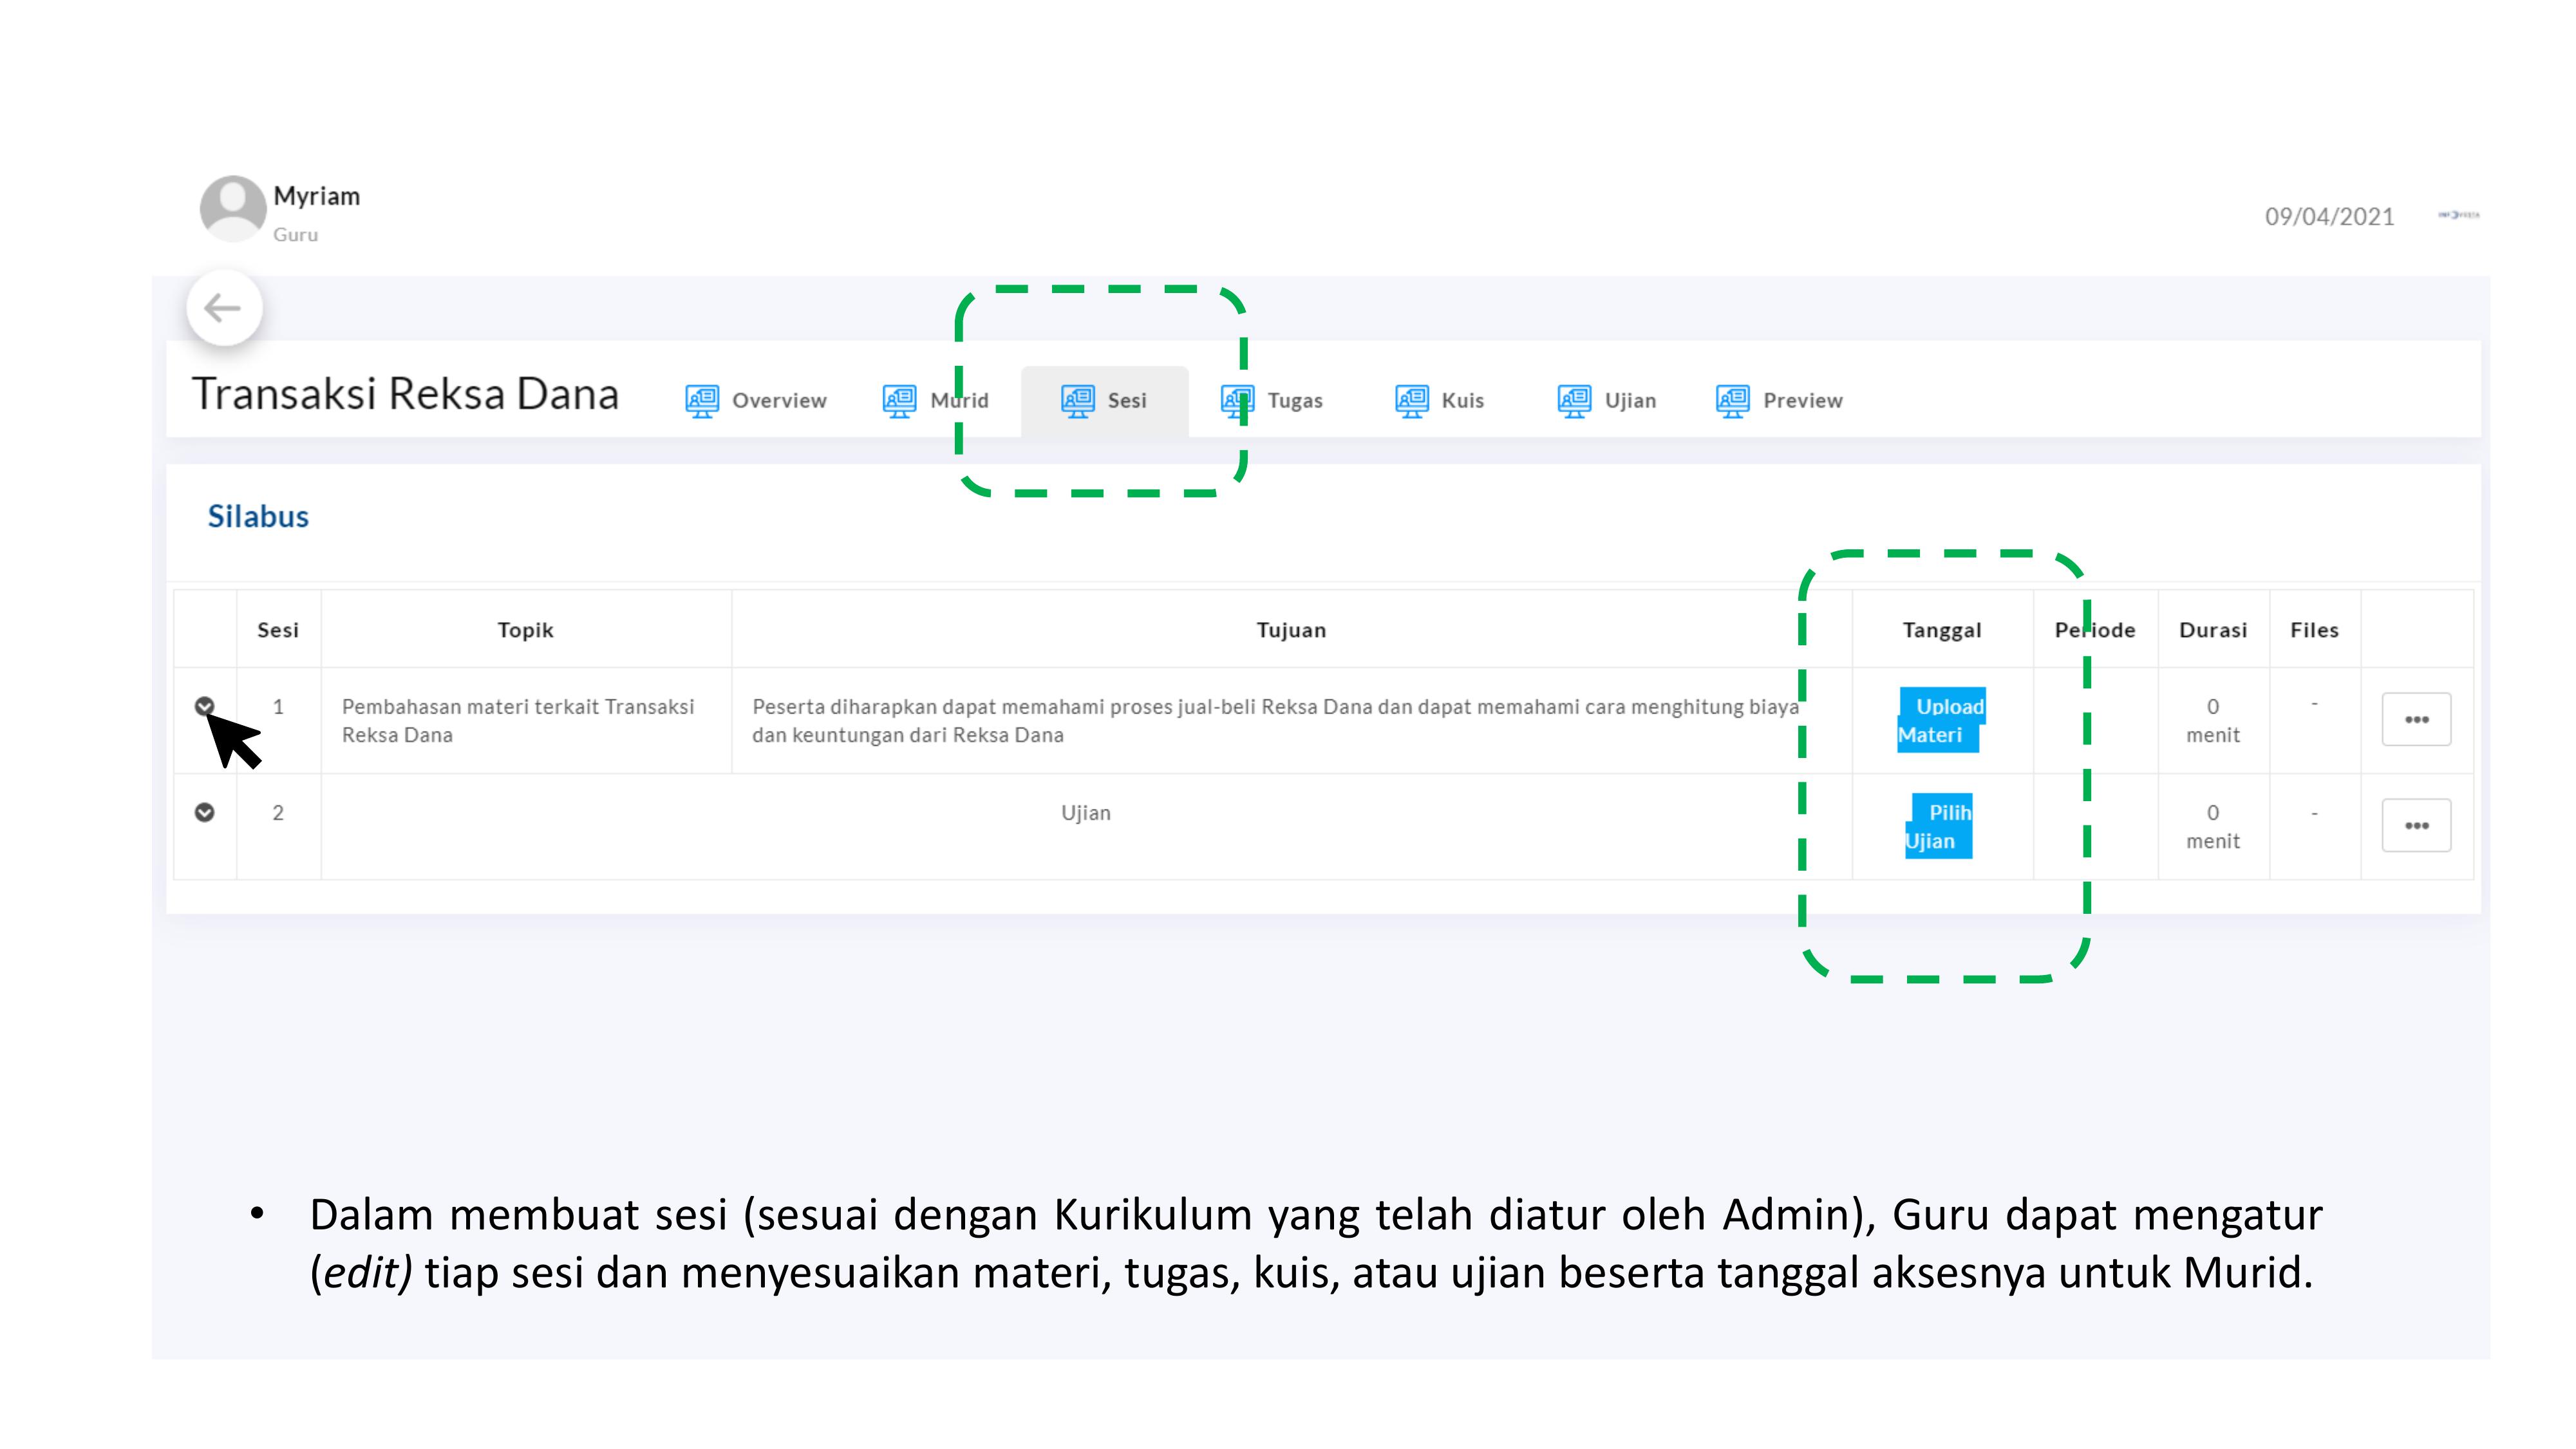 Myriam
Guru
09/04/2021
Transaksi Reksa Dana
Overview
Murid
Sesi
Tugas
Kuis
Ujian
Preview
Silabus
Sesi
Topik
Tujuan
Tanggal
Periode
Durasi
Files
1
Pembahasan materi terkait Transaksi
Reksa Dana
Peserta diharapkan dapat memahami proses jual-beli Reksa Dana dan dapat memahami cara menghitung biaya
dan keuntungan dari Reksa Dana
Upload
Materi
0
menit
-
2
Ujian
Pilih
Ujian
0
menit
-
• Dalam membuat sesi (sesuai dengan Kurikulum yang telah diatur oleh Admin), Guru dapat mengatur
(edit) tiap sesi dan menyesuaikan materi, tugas, kuis, atau ujian beserta tanggal aksesnya untuk Murid.